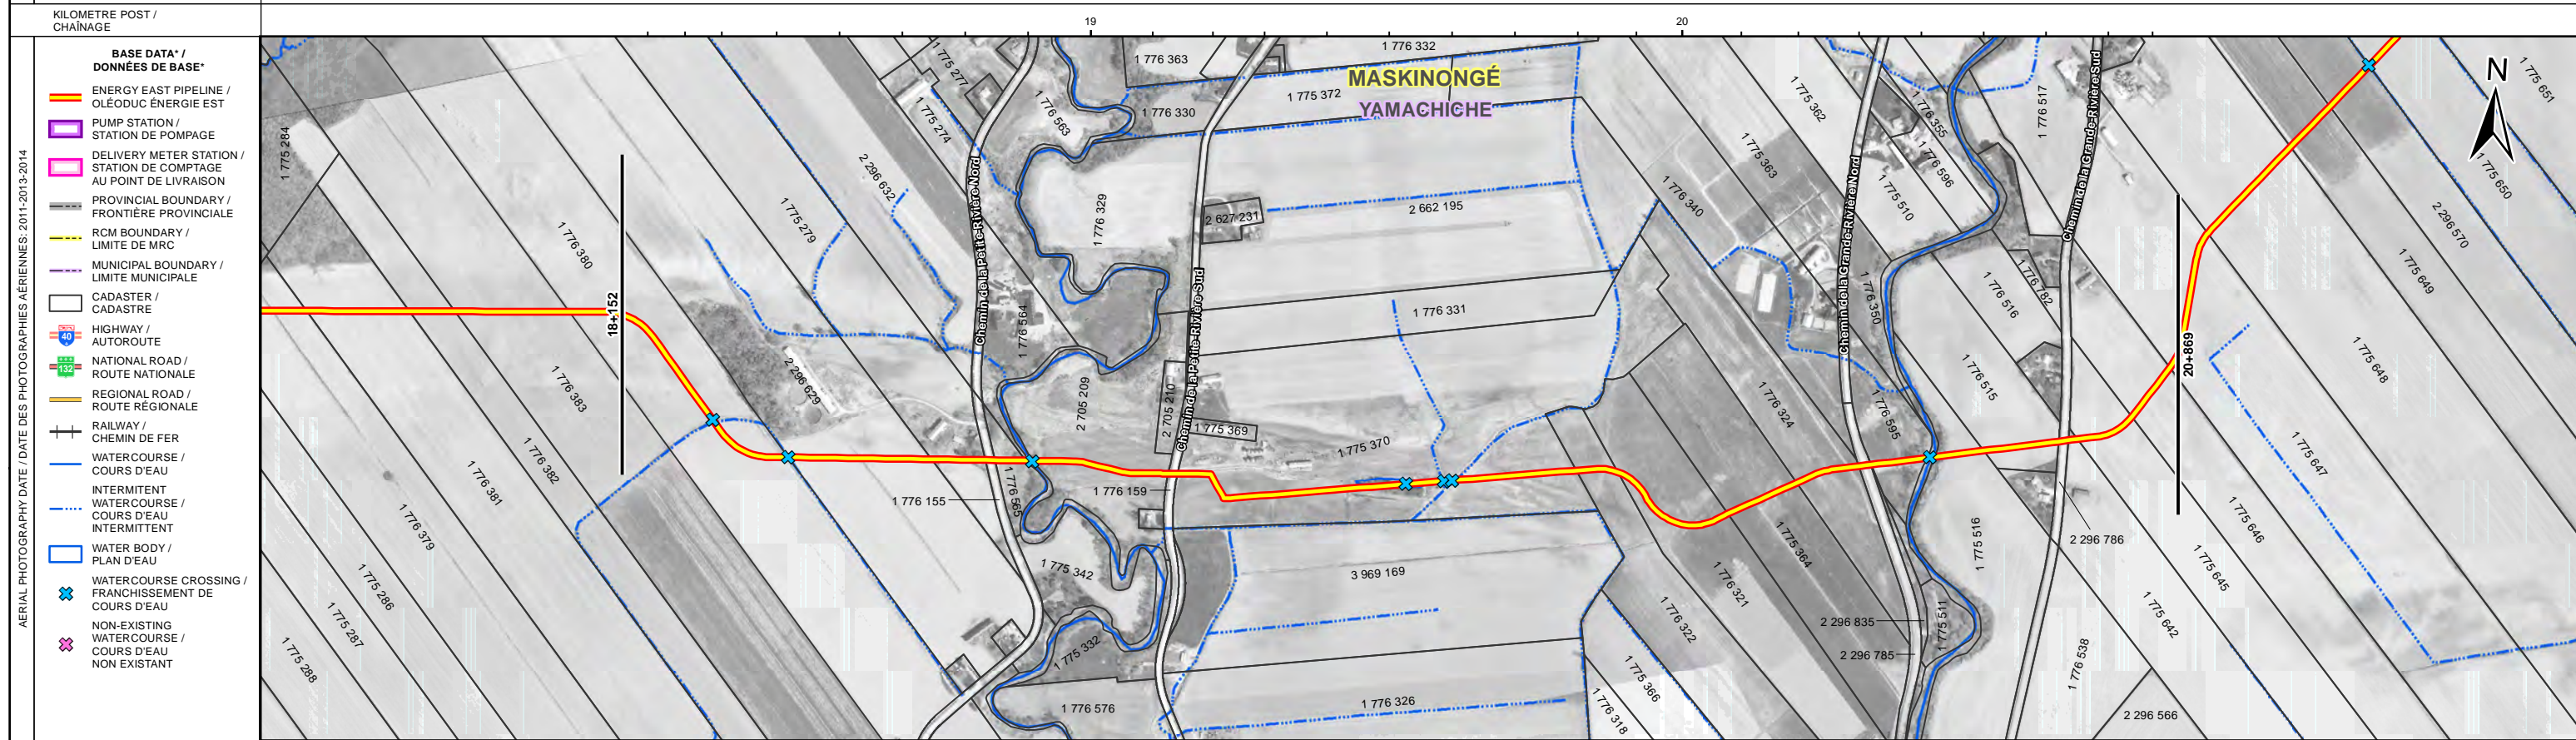 KILOMETRE POST /
CHAÎNAGE
19
20
AERIAL PHOTOGRAPHY DATE / DATE DES PHOTOGRAPHIES AÉRIENNES: 2011-2013-2014
BASE DATA* /
DONNÉES DE BASE*
ENERGY EAST PIPELINE /
OLÉODUC ÉNERGIE EST
PUMP STATION /
STATION DE POMPAGE
DELIVERY METER STATION /
STATION DE COMPTAGE
AU POINT DE LIVRAISON
PROVINCIAL BOUNDARY /
FRONTIÈRE PROVINCIALE
RCM BOUNDARY /
LIMITE DE MRC
MUNICIPAL BOUNDARY /
LIMITE MUNICIPALE
CADASTER /
CADASTRE
40
HIGHWAY /
AUTOROUTE
132
NATIONAL ROAD /
ROUTE NATIONALE
REGIONAL ROAD /
ROUTE RÉGIONALE
RAILWAY /
CHEMIN DE FER
WATERCOURSE /
COURS D'EAU
INTERMITENT
WATERCOURSE /
COURS D'EAU
INTERMITTENT
WATER BODY /
PLAN D'EAU
WATERCOURSE CROSSING /
FRANCHISSEMENT DE
COURS D'EAU
NON-EXISTING
WATERCOURSE /
COURS D'EAU
NON EXISTANT
1 775 284
1 776 380
1 776 383
1 776 382
1 776 381
1 776 379
1 775 286
1 775 287
1 775 288
18+152
1 775 277
1 775 274
2 296 632
1 775 279
2 296 629
Chemin de la Petite-Rivière Nord
1 776 363
1 776 563
1 776 330
1 776 329
1 776 564
2 705 209
2 705 210
1 776 155
1 776 565
1 776 159
1 775 342
1 775 332
1 776 576
Chemin de la Petite-Rivière Sud
1 776 332
MASKINONGÉ
YAMACHICHE
1 775 372
2 627 231
2 662 195
1 776 331
1 775 369
1 775 370
3 969 169
1 776 326
1 776 340
1 775 363
1 775 362
1 776 324
1 775 364
1 776 321
1 776 322
1 775 366
1 776 318
Chemin de la Grande-Rivière Nord
1 776 355
1 776 596
1 775 510
1 776 350
1 776 595
1 776 517
1 776 782
1 776 516
1 776 515
1 775 516
2 296 835
1 775 511
2 296 785
2 296 786
1 776 538
2 296 566
Chemin de la Grande-Rivière Sud
20+869
N
1 775 651
1 775 650
2 296 570
1 775 649
1 775 648
1 775 647
1 775 646
1 775 645
1 775 642